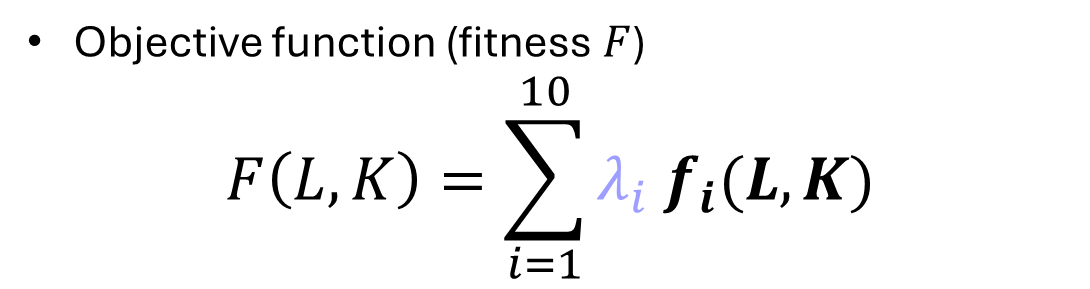 • Objective function (fitness F)
10
F(L, K) = ∑ λᵢ fᵢ(L, K)
i=1